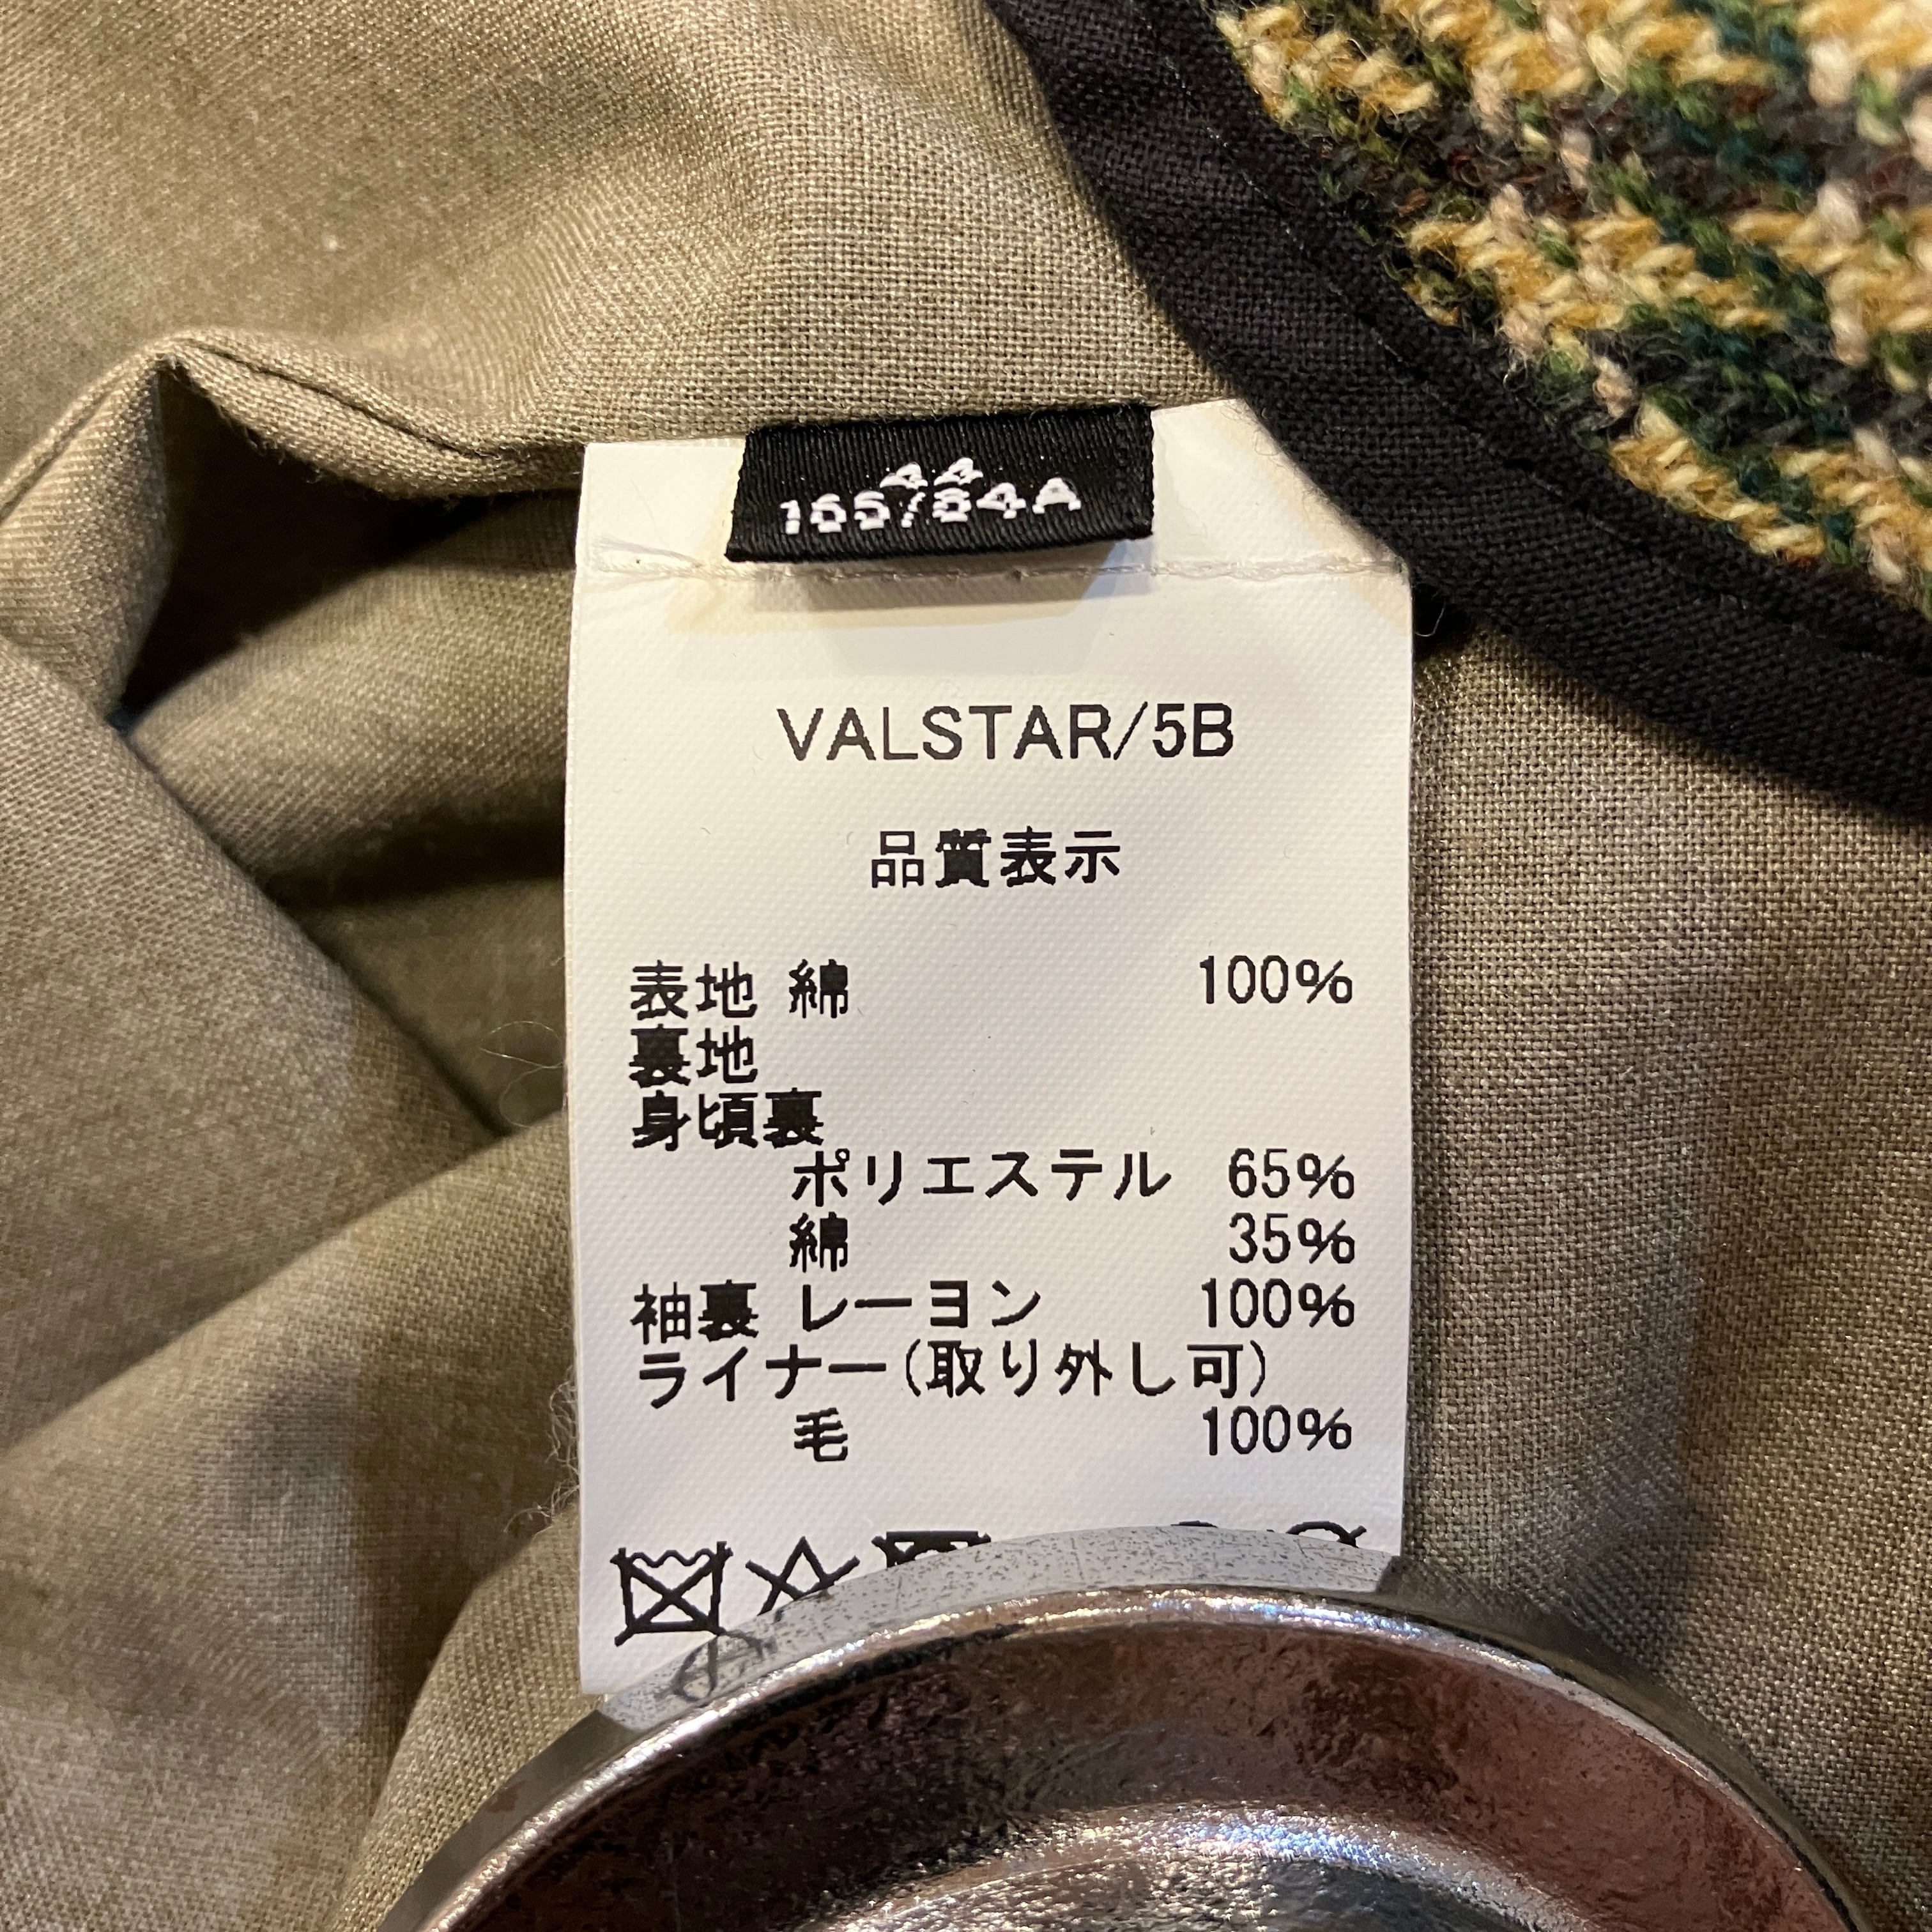 44
165/84A
VALSTAR/5B
品質表示
表地 綿 100%
裏地
身頃裏
ポリエステル 65%
綿 35%
袖裏 レーヨン 100%
ライナー(取り外し可)
毛 100%